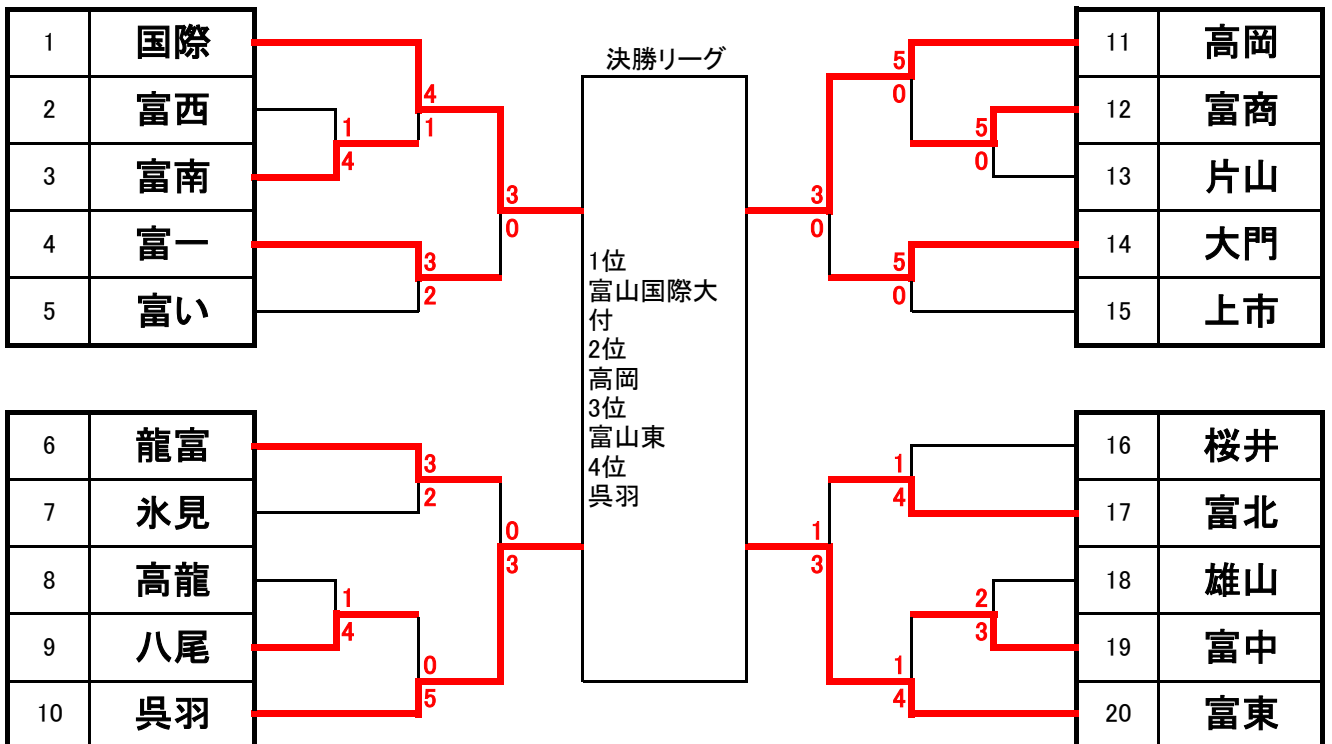 1 国際
2 富西
3 富南
4 富一
5 富い
4
1
1
4
3
2
3
0
6 龍富
7 氷見
8 高龍
9 八尾
10 呉羽
3
2
1
4
0
5
0
3
決勝リーグ
1位
富山国際大
付
2位
高岡
3位
富山東
4位
呉羽
5
0
5
0
3
0
5
0
11 高岡
12 富商
13 片山
14 大門
15 上市
1
4
1
3
2
3
1
4
16 桜井
17 富北
18 雄山
19 富中
20 富東